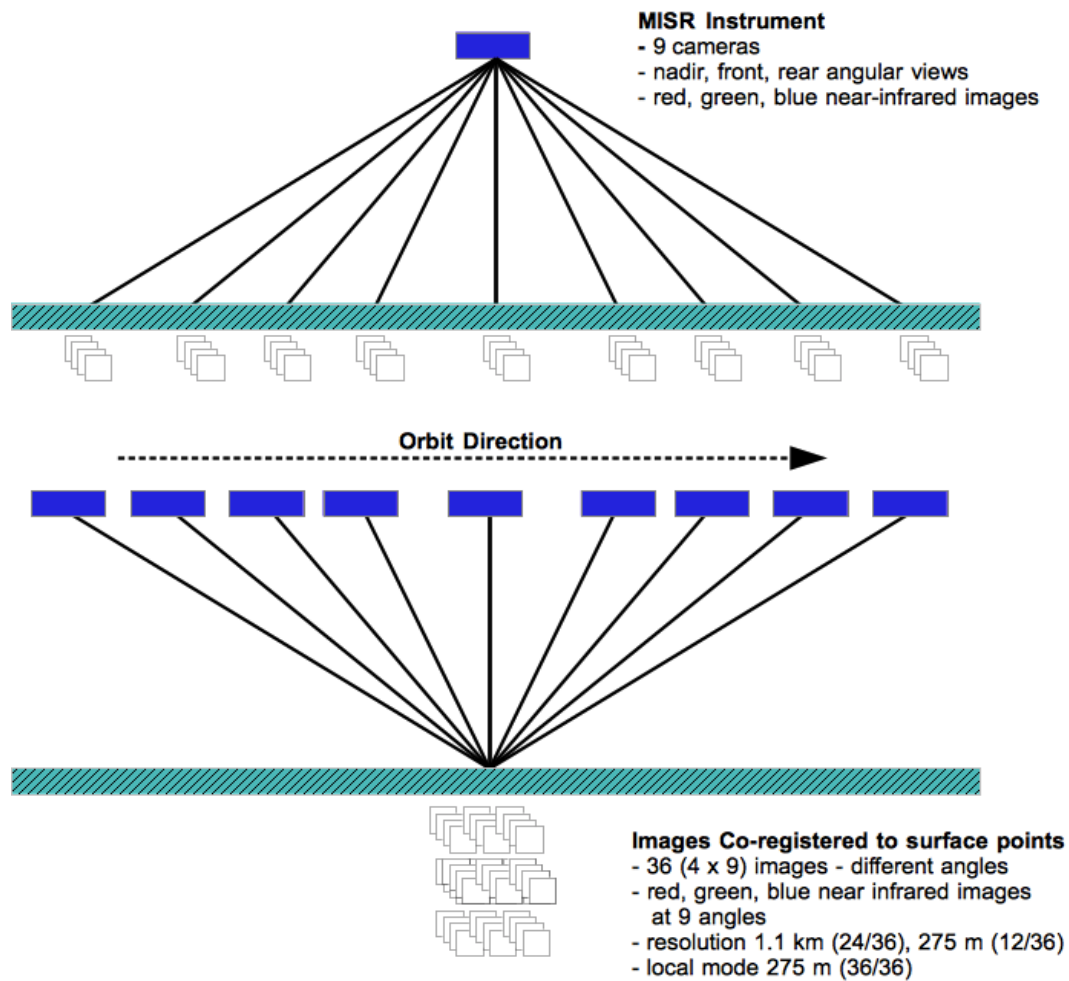 MISR Instrument
- 9 cameras
- nadir, front, rear angular views
- red, green, blue near-infrared images
Orbit Direction
Images Co-registered to surface points
- 36 (4 x 9) images - different angles
- red, green, blue near infrared images
at 9 angles
- resolution 1.1 km (24/36), 275 m (12/36)
- local mode 275 m (36/36)